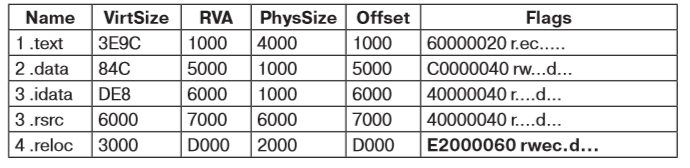 Name VirtSize RVA PhysSize Offset Flags
1 .text 3E9C 1000 4000 1000 60000020 r.ec.....
2 .data 84C 5000 1000 5000 C0000040 rw...d...
3 .idata DE8 6000 1000 6000 40000040 r....d...
3 .rsrc 6000 7000 6000 7000 40000040 r....d...
4 .reloc 3000 D000 2000 D000 E2000060 rwec.d...